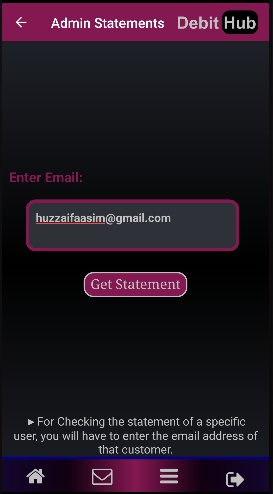 Admin Statements Debit Hub
Enter Email:
huzzaifaasim@gmail.com
Get Statement
►For Checking the statement of a specific
user, you will have to enter the email address of
that customer.